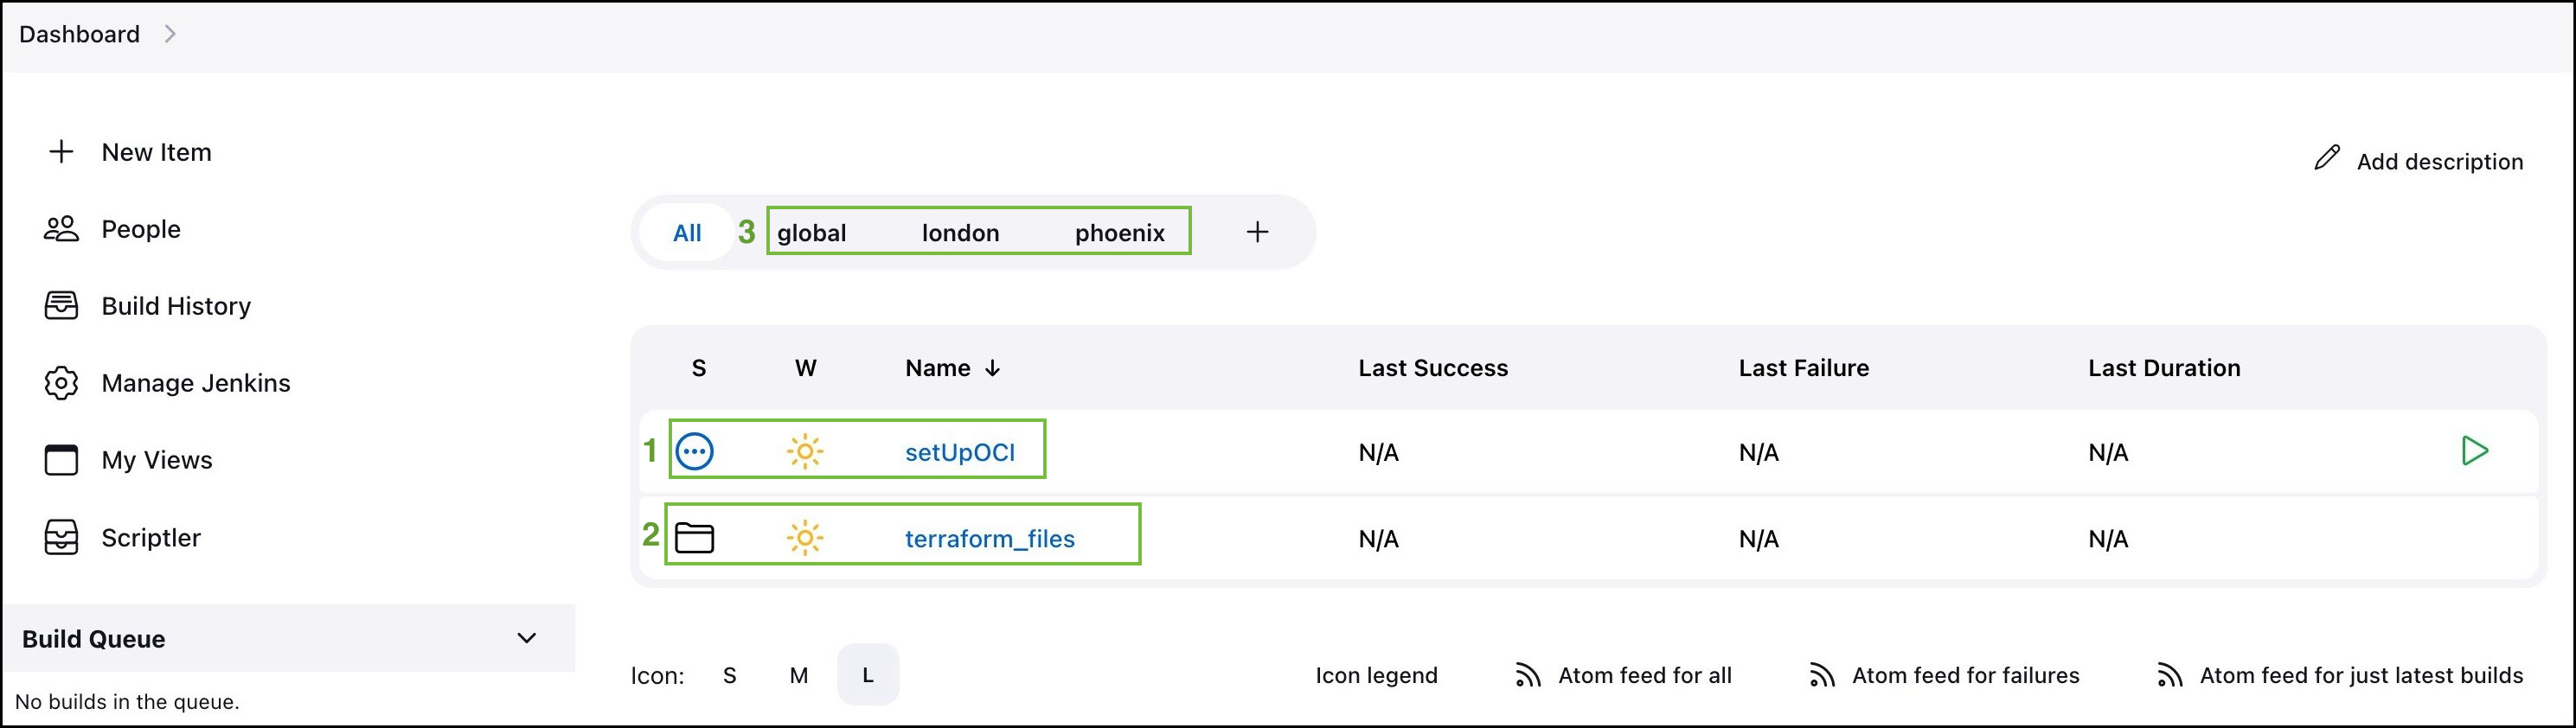 Dashboard
New Item
People
Build History
Manage Jenkins
My Views
Scriptler
Build Queue
No builds in the queue.
Add description
All 3 global london phoenix +
S W Name ↓ Last Success Last Failure Last Duration
1 setUpOCI N/A N/A N/A
2 terraform_files N/A N/A N/A
Icon: S M L Icon legend Atom feed for all Atom feed for failures Atom feed for just latest builds